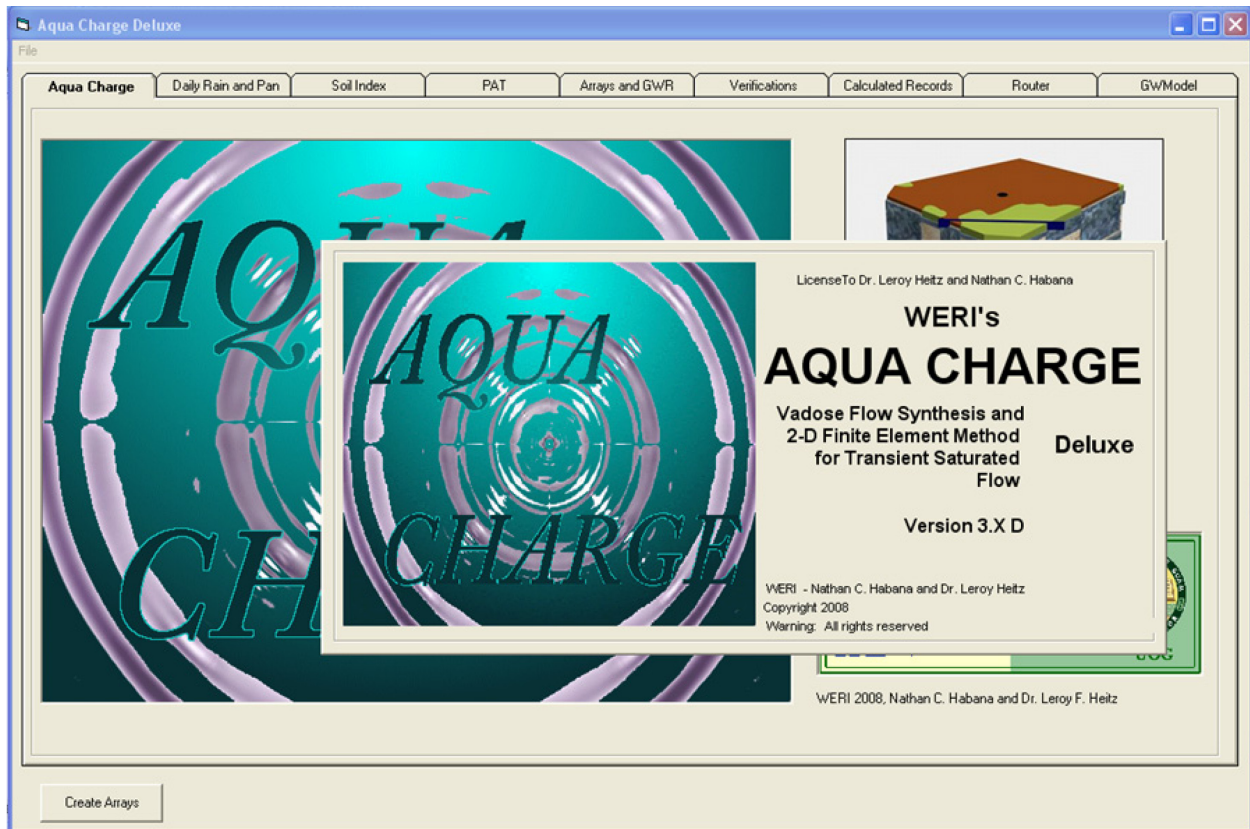 Aqua Charge Deluxe
File
Aqua Charge
Daily Rain and Pan
Soil Index
PAT
Arrays and GWR
Verifications
Calculated Records
Router
GWModel
AQUA
CH
LicenseTo Dr. Leroy Heitz and Nathan C. Habana
WERI's
AQUA CHARGE
Vadose Flow Synthesis and
2-D Finite Element Method
for Transient Saturated
Flow
Deluxe
Version 3.X D
AQUA
CHARGE
WERI - Nathan C. Habana and Dr. Leroy Heitz
Copyright 2008
Warning: All rights reserved
UOG
WERI 2008, Nathan C. Habana and Dr. Leroy F. Heitz
Create Arrays